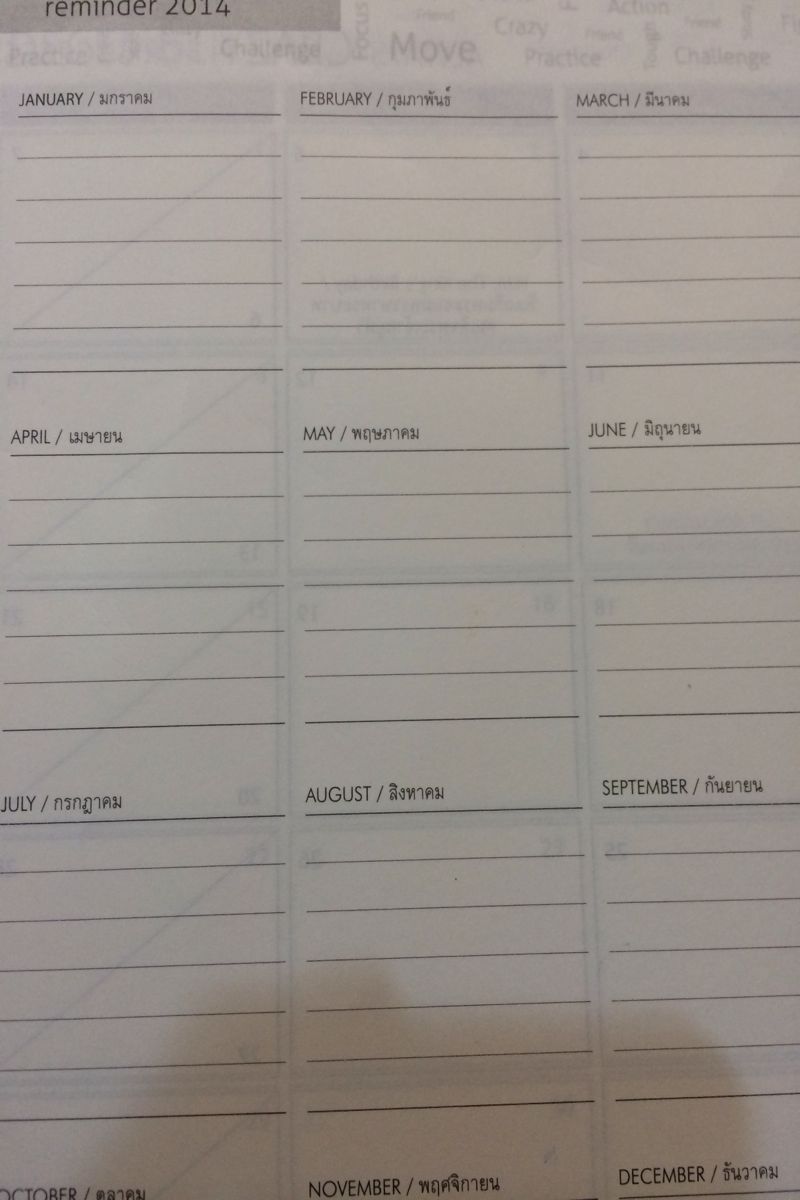 reminder 2014
Friend Action
Crazy Friend Study
Focus
Practice Challenge Move Practice Challenge
JANUARY / มกราคม FEBRUARY / กุมภาพันธ์ MARCH / มีนาคม
APRIL / เมษายน MAY / พฤษภาคม JUNE / มิถุนายน
JULY / กรกฎาคม AUGUST / สิงหาคม SEPTEMBER / กันยายน
OCTOBER / ตุลาคม NOVEMBER / พฤศจิกายน DECEMBER / ธันวาคม